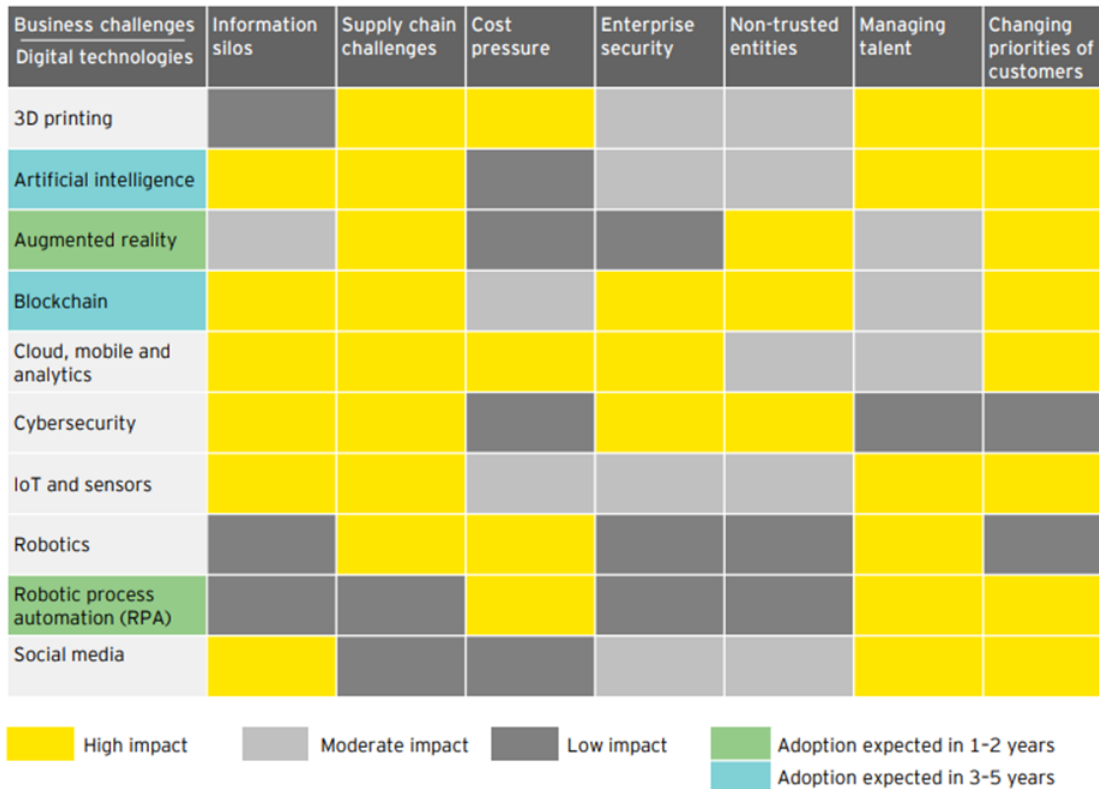 Business challenges
Digital technologies
Information
silos
Supply chain
challenges
Cost
pressure
Enterprise
security
Non-trusted
entities
Managing
talent
Changing
priorities of
customers
3D printing
Artificial intelligence
Augmented reality
Blockchain
Cloud, mobile and
analytics
Cybersecurity
IoT and sensors
Robotics
Robotic process
automation (RPA)
Social media
High impact
Moderate impact
Low impact
Adoption expected in 1–2 years
Adoption expected in 3–5 years